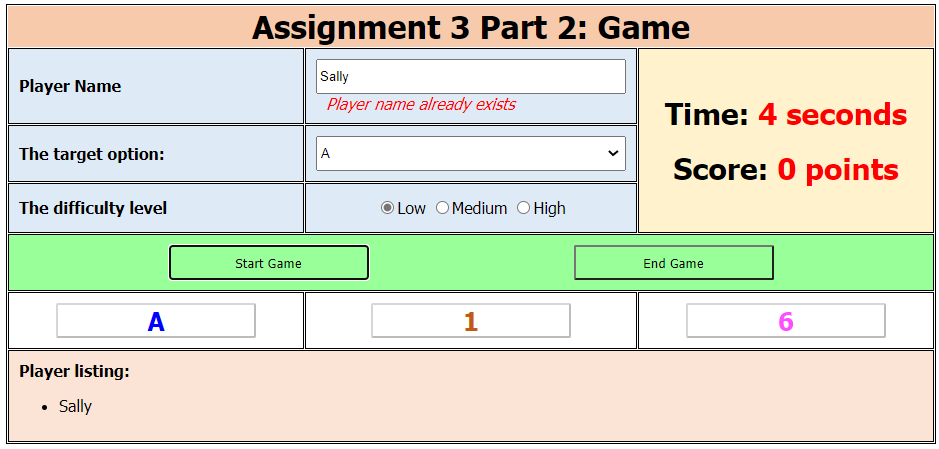 Assignment 3 Part 2: Game
Player Name
Sally
Player name already exists
The target option:
A
The difficulty level
Low Medium High
Time: 4 seconds
Score: 0 points
Start Game
End Game
A
1
6
Player listing:
• Sally